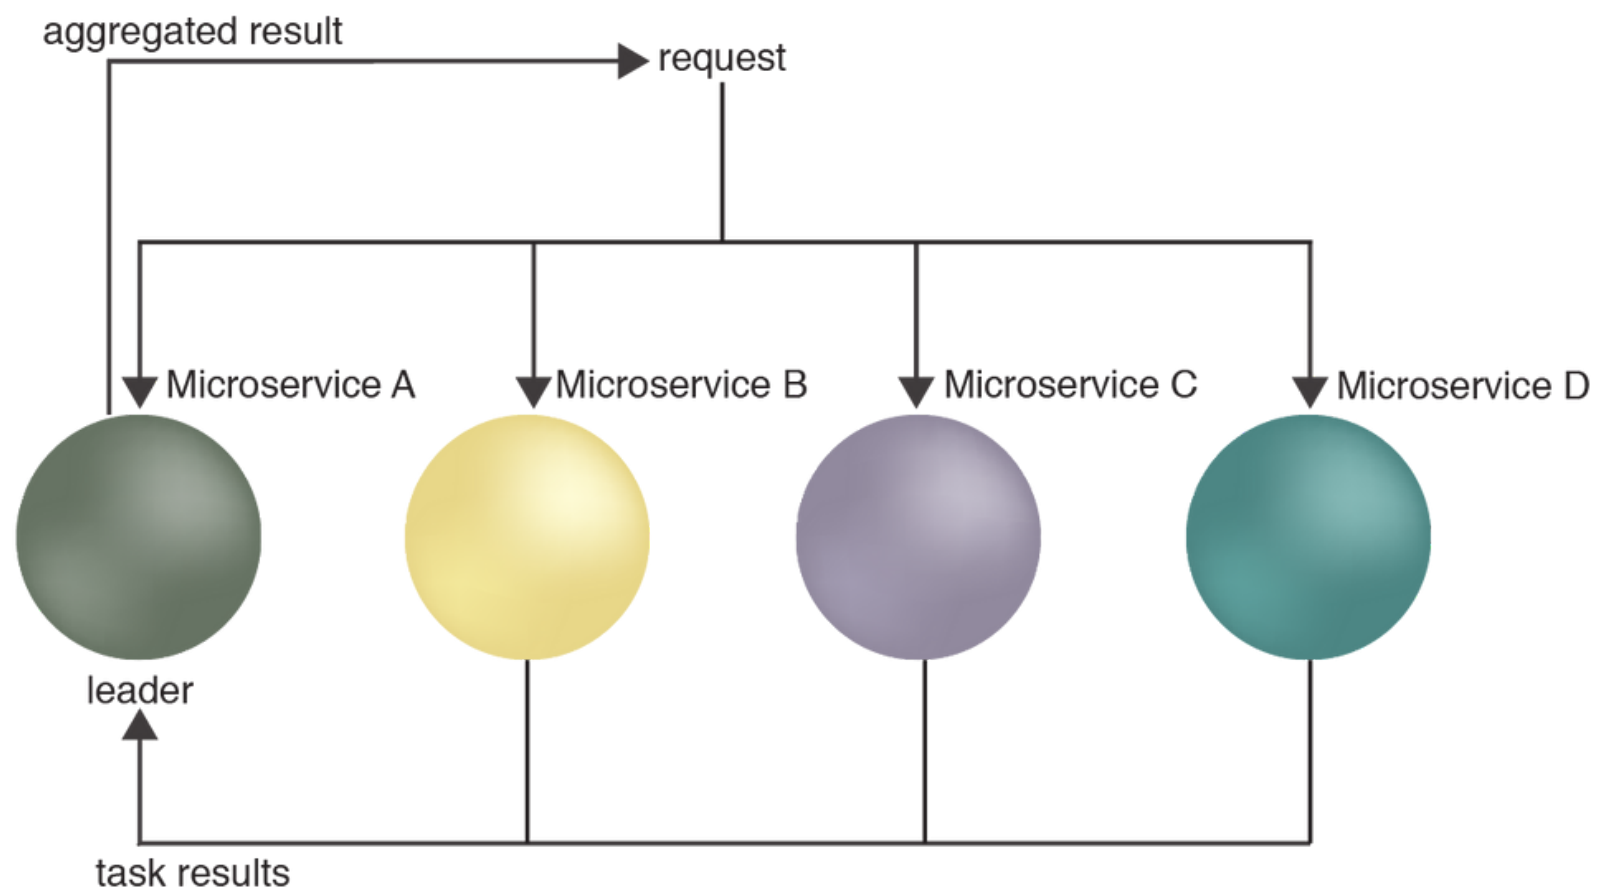 aggregated result
request
Microservice A
Microservice B
Microservice C
Microservice D
leader
task results